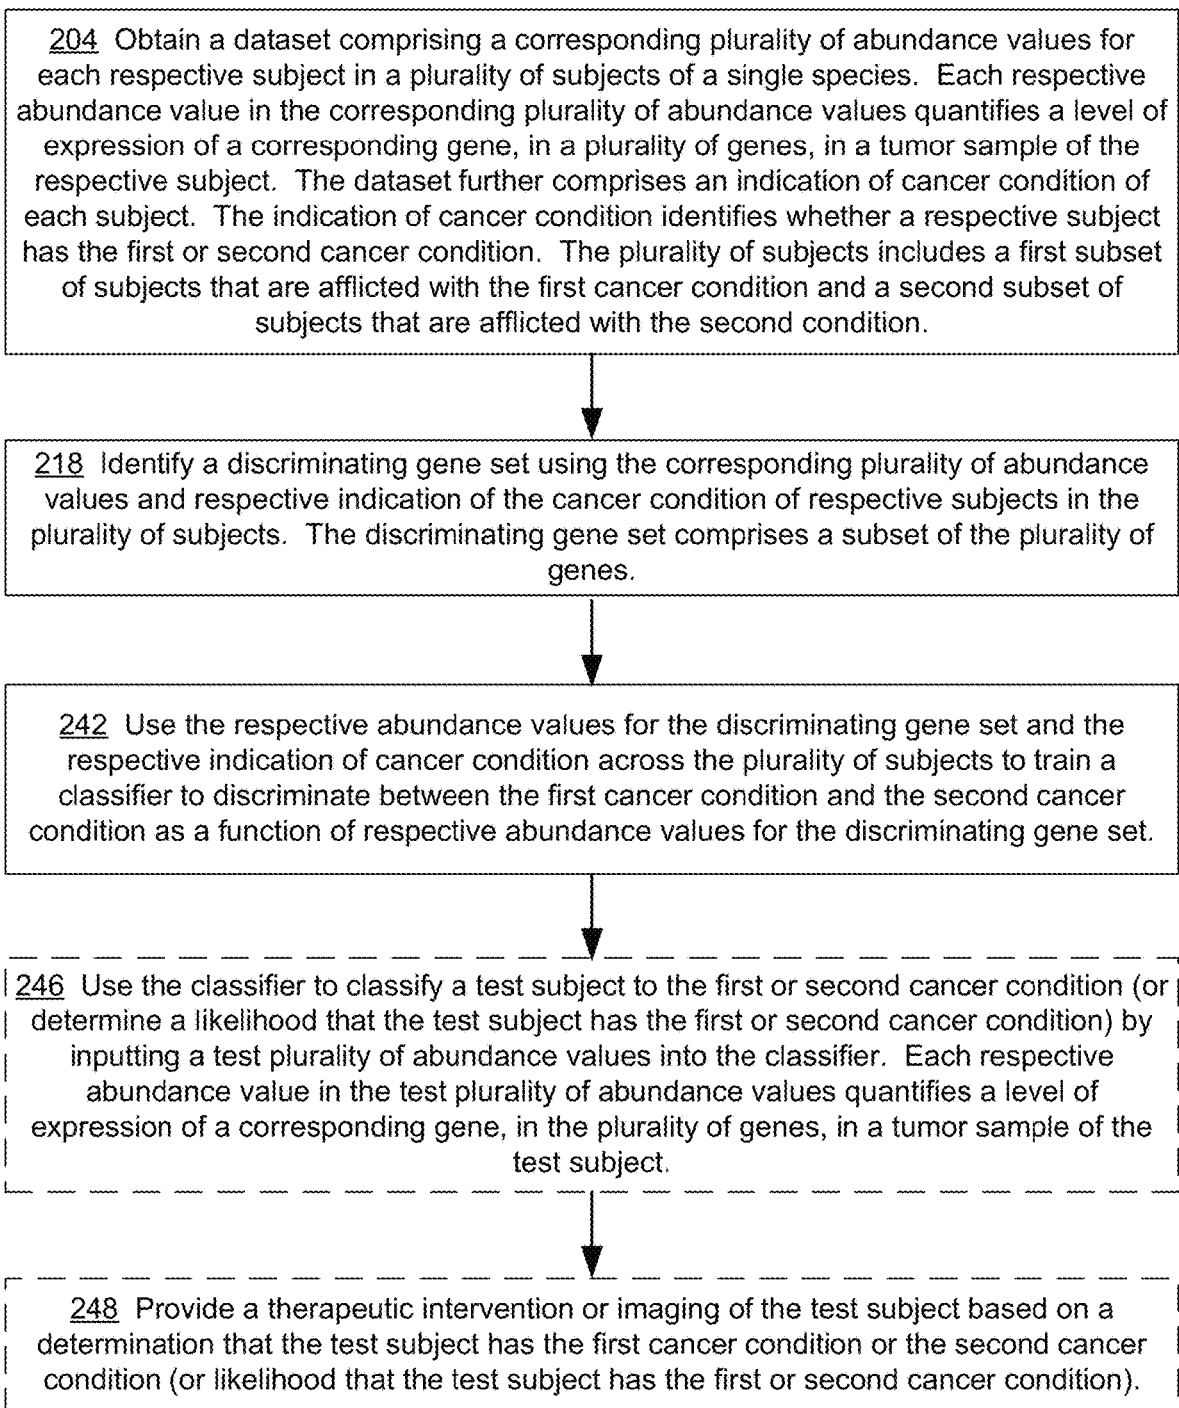 204 Obtain a dataset comprising a corresponding plurality of abundance values for
each respective subject in a plurality of subjects of a single species. Each respective
abundance value in the corresponding plurality of abundance values quantifies a level of
expression of a corresponding gene, in a plurality of genes, in a tumor sample of the
respective subject. The dataset further comprises an indication of cancer condition of
each subject. The indication of cancer condition identifies whether a respective subject
has the first or second cancer condition. The plurality of subjects includes a first subset
of subjects that are afflicted with the first cancer condition and a second subset of
subjects that are afflicted with the second condition.
218 Identify a discriminating gene set using the corresponding plurality of abundance
values and respective indication of the cancer condition of respective subjects in the
plurality of subjects. The discriminating gene set comprises a subset of the plurality of
genes.
242 Use the respective abundance values for the discriminating gene set and the
respective indication of cancer condition across the plurality of subjects to train a
classifier to discriminate between the first cancer condition and the second cancer
condition as a function of respective abundance values for the discriminating gene set.
246 Use the classifier to classify a test subject to the first or second cancer condition (or
determine a likelihood that the test subject has the first or second cancer condition) by
inputting a test plurality of abundance values into the classifier. Each respective
abundance value in the test plurality of abundance values quantifies a level of
expression of a corresponding gene, in the plurality of genes, in a tumor sample of the
test subject.
248 Provide a therapeutic intervention or imaging of the test subject based on a
determination that the test subject has the first cancer condition or the second cancer
condition (or likelihood that the test subject has the first or second cancer condition).